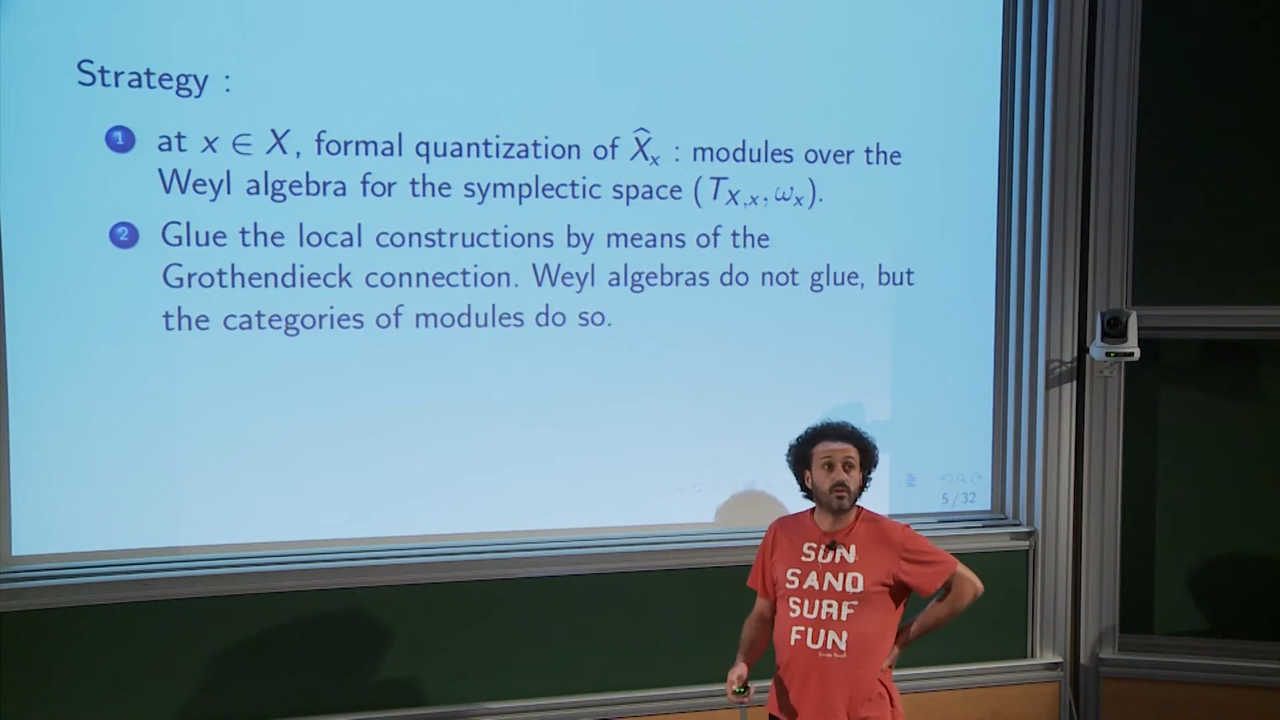 Strategy :
1 at x ∈ X, formal quantization of X̂ₓ : modules over the
Weyl algebra for the symplectic space (T_{X,x}, ωₓ).
2 Glue the local constructions by means of the
Grothendieck connection. Weyl algebras do not glue, but
the categories of modules do so.
5 / 32
SUN
SAND
SURF
FUN